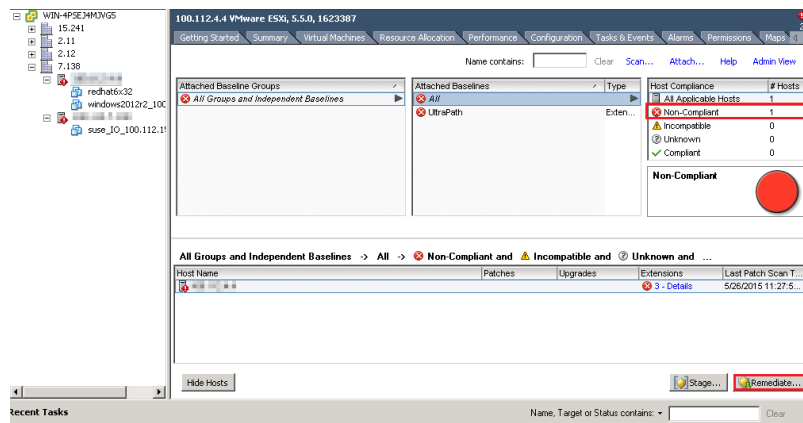 WIN-4PSEJ4MJVG5
15.241
2.11
2.12
7.138
redhat6x32
windows2012r2_100
suse_IO_100.112.1
100.112.4.4 VMware ESXi, 5.5.0, 1623387
Getting Started Summary Virtual Machines Resource Allocation Performance Configuration Tasks & Events Alarms Permissions Maps
Name contains: Clear Scan... Attach... Help Admin View
Attached Baseline Groups
All Groups and Independent Baselines
Attached Baselines Type
All
UltraPath Exten...
Host Compliance # Hosts
All Applicable Hosts 1
Non-Compliant 1
Incompatible 0
Unknown 0
Compliant 0
Non-Compliant
All Groups and Independent Baselines -> All -> Non-Compliant and Incompatible and Unknown and ...
Host Name Patches Upgrades Extensions Last Patch Scan T...
3 - Details 5/26/2015 11:27:5...
Hide Hosts Stage... Remediate...
Recent Tasks Name, Target or Status contains: Clear